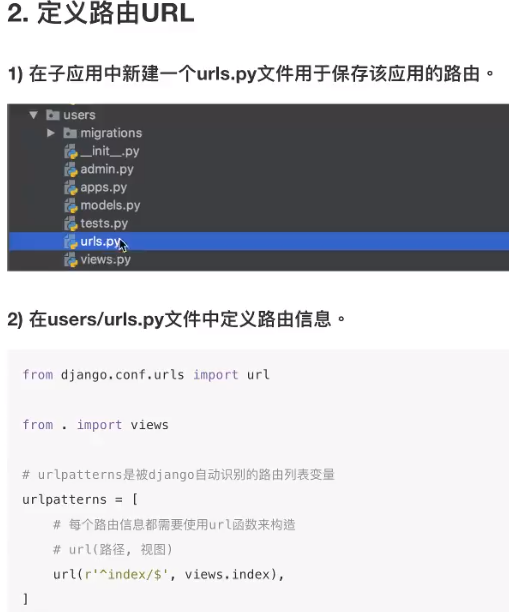 2. 定义路由URL
1) 在子应用中新建一个urls.py文件用于保存该应用的路由。
users
migrations
__init__.py
admin.py
apps.py
models.py
tests.py
urls.py
views.py
2) 在users/urls.py文件中定义路由信息。
from django.conf.urls import url
from . import views
# urlpatterns是被django自动识别的路由列表变量
urlpatterns = [
    # 每个路由信息都需要使用url函数来构造
    # url(路径, 视图)
    url(r'^index/$', views.index),
]